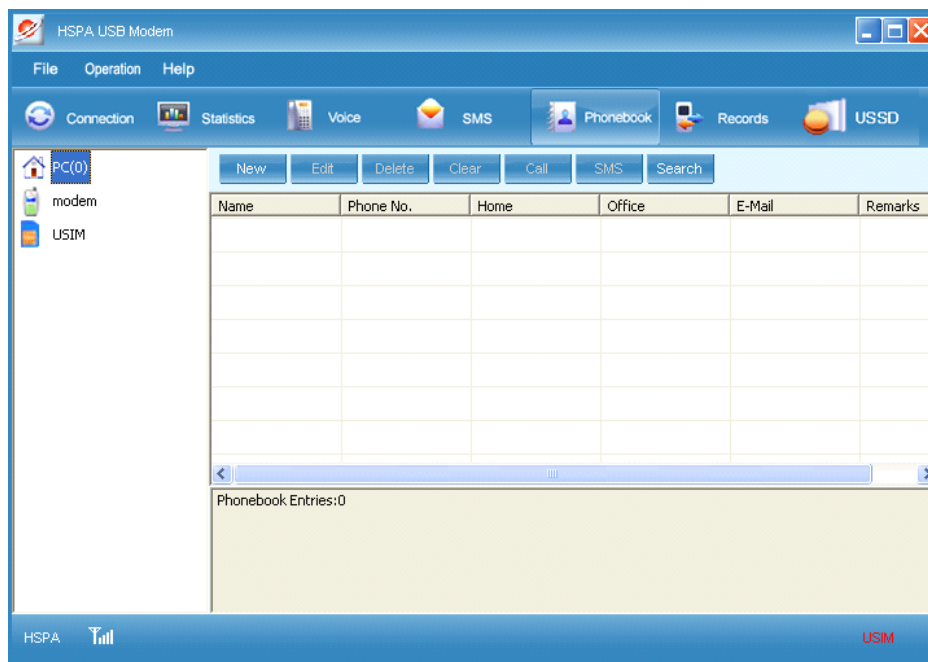 HSPA USB Modem
File Operation Help
Connection Statistics Voice SMS Phonebook Records USSD
PC(0)
modem
USIM
New Edit Delete Clear Call SMS Search
Name Phone No. Home Office E-Mail Remarks
Phonebook Entries:0
HSPA USIM